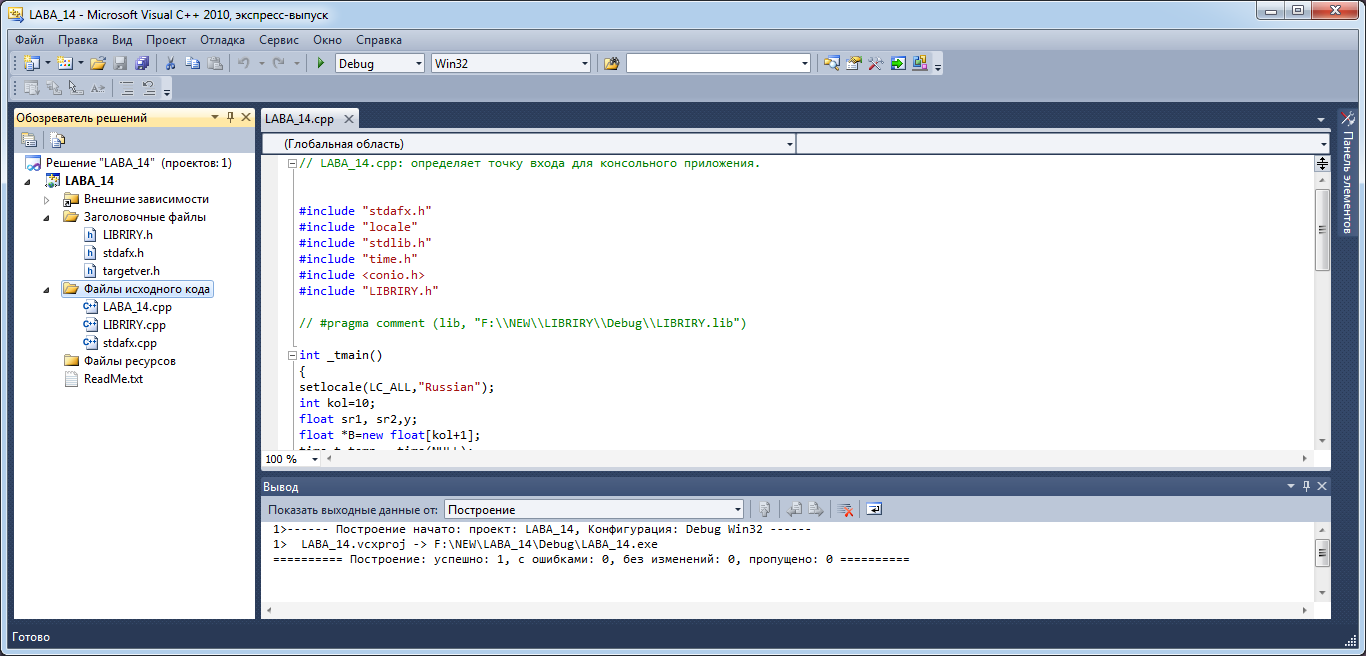 LABA_14 - Microsoft Visual C++ 2010, экспресс-выпуск
Файл Правка Вид Проект Отладка Сервис Окно Справка
Debug Win32
Обозреватель решений
Решение "LABA_14" (проектов: 1)
LABA_14
Внешние зависимости
Заголовочные файлы
LIBRIRY.h
stdafx.h
targetver.h
Файлы исходного кода
LABA_14.cpp
LIBRIRY.cpp
stdafx.cpp
Файлы ресурсов
ReadMe.txt
LABA_14.cpp
(Глобальная область)
// LABA_14.cpp: определяет точку входа для консольного приложения.
#include "stdafx.h"
#include "locale"
#include "stdlib.h"
#include "time.h"
#include <conio.h>
#include "LIBRIRY.h"
// #pragma comment (lib, "F:\\NEW\\LIBRIRY\\Debug\\LIBRIRY.lib")
int _tmain()
{
setlocale(LC_ALL,"Russian");
int kol=10;
float sr1, sr2,y;
float *B=new float[kol+1];
100 %
Панель элементов
Вывод
Показать выходные данные от: Построение
1>------ Построение начато: проект: LABA_14, Конфигурация: Debug Win32 ------
1> LABA_14.vcxproj -> F:\NEW\LABA_14\Debug\LABA_14.exe
========== Построение: успешно: 1, с ошибками: 0, без изменений: 0, пропущено: 0 ==========
Готово